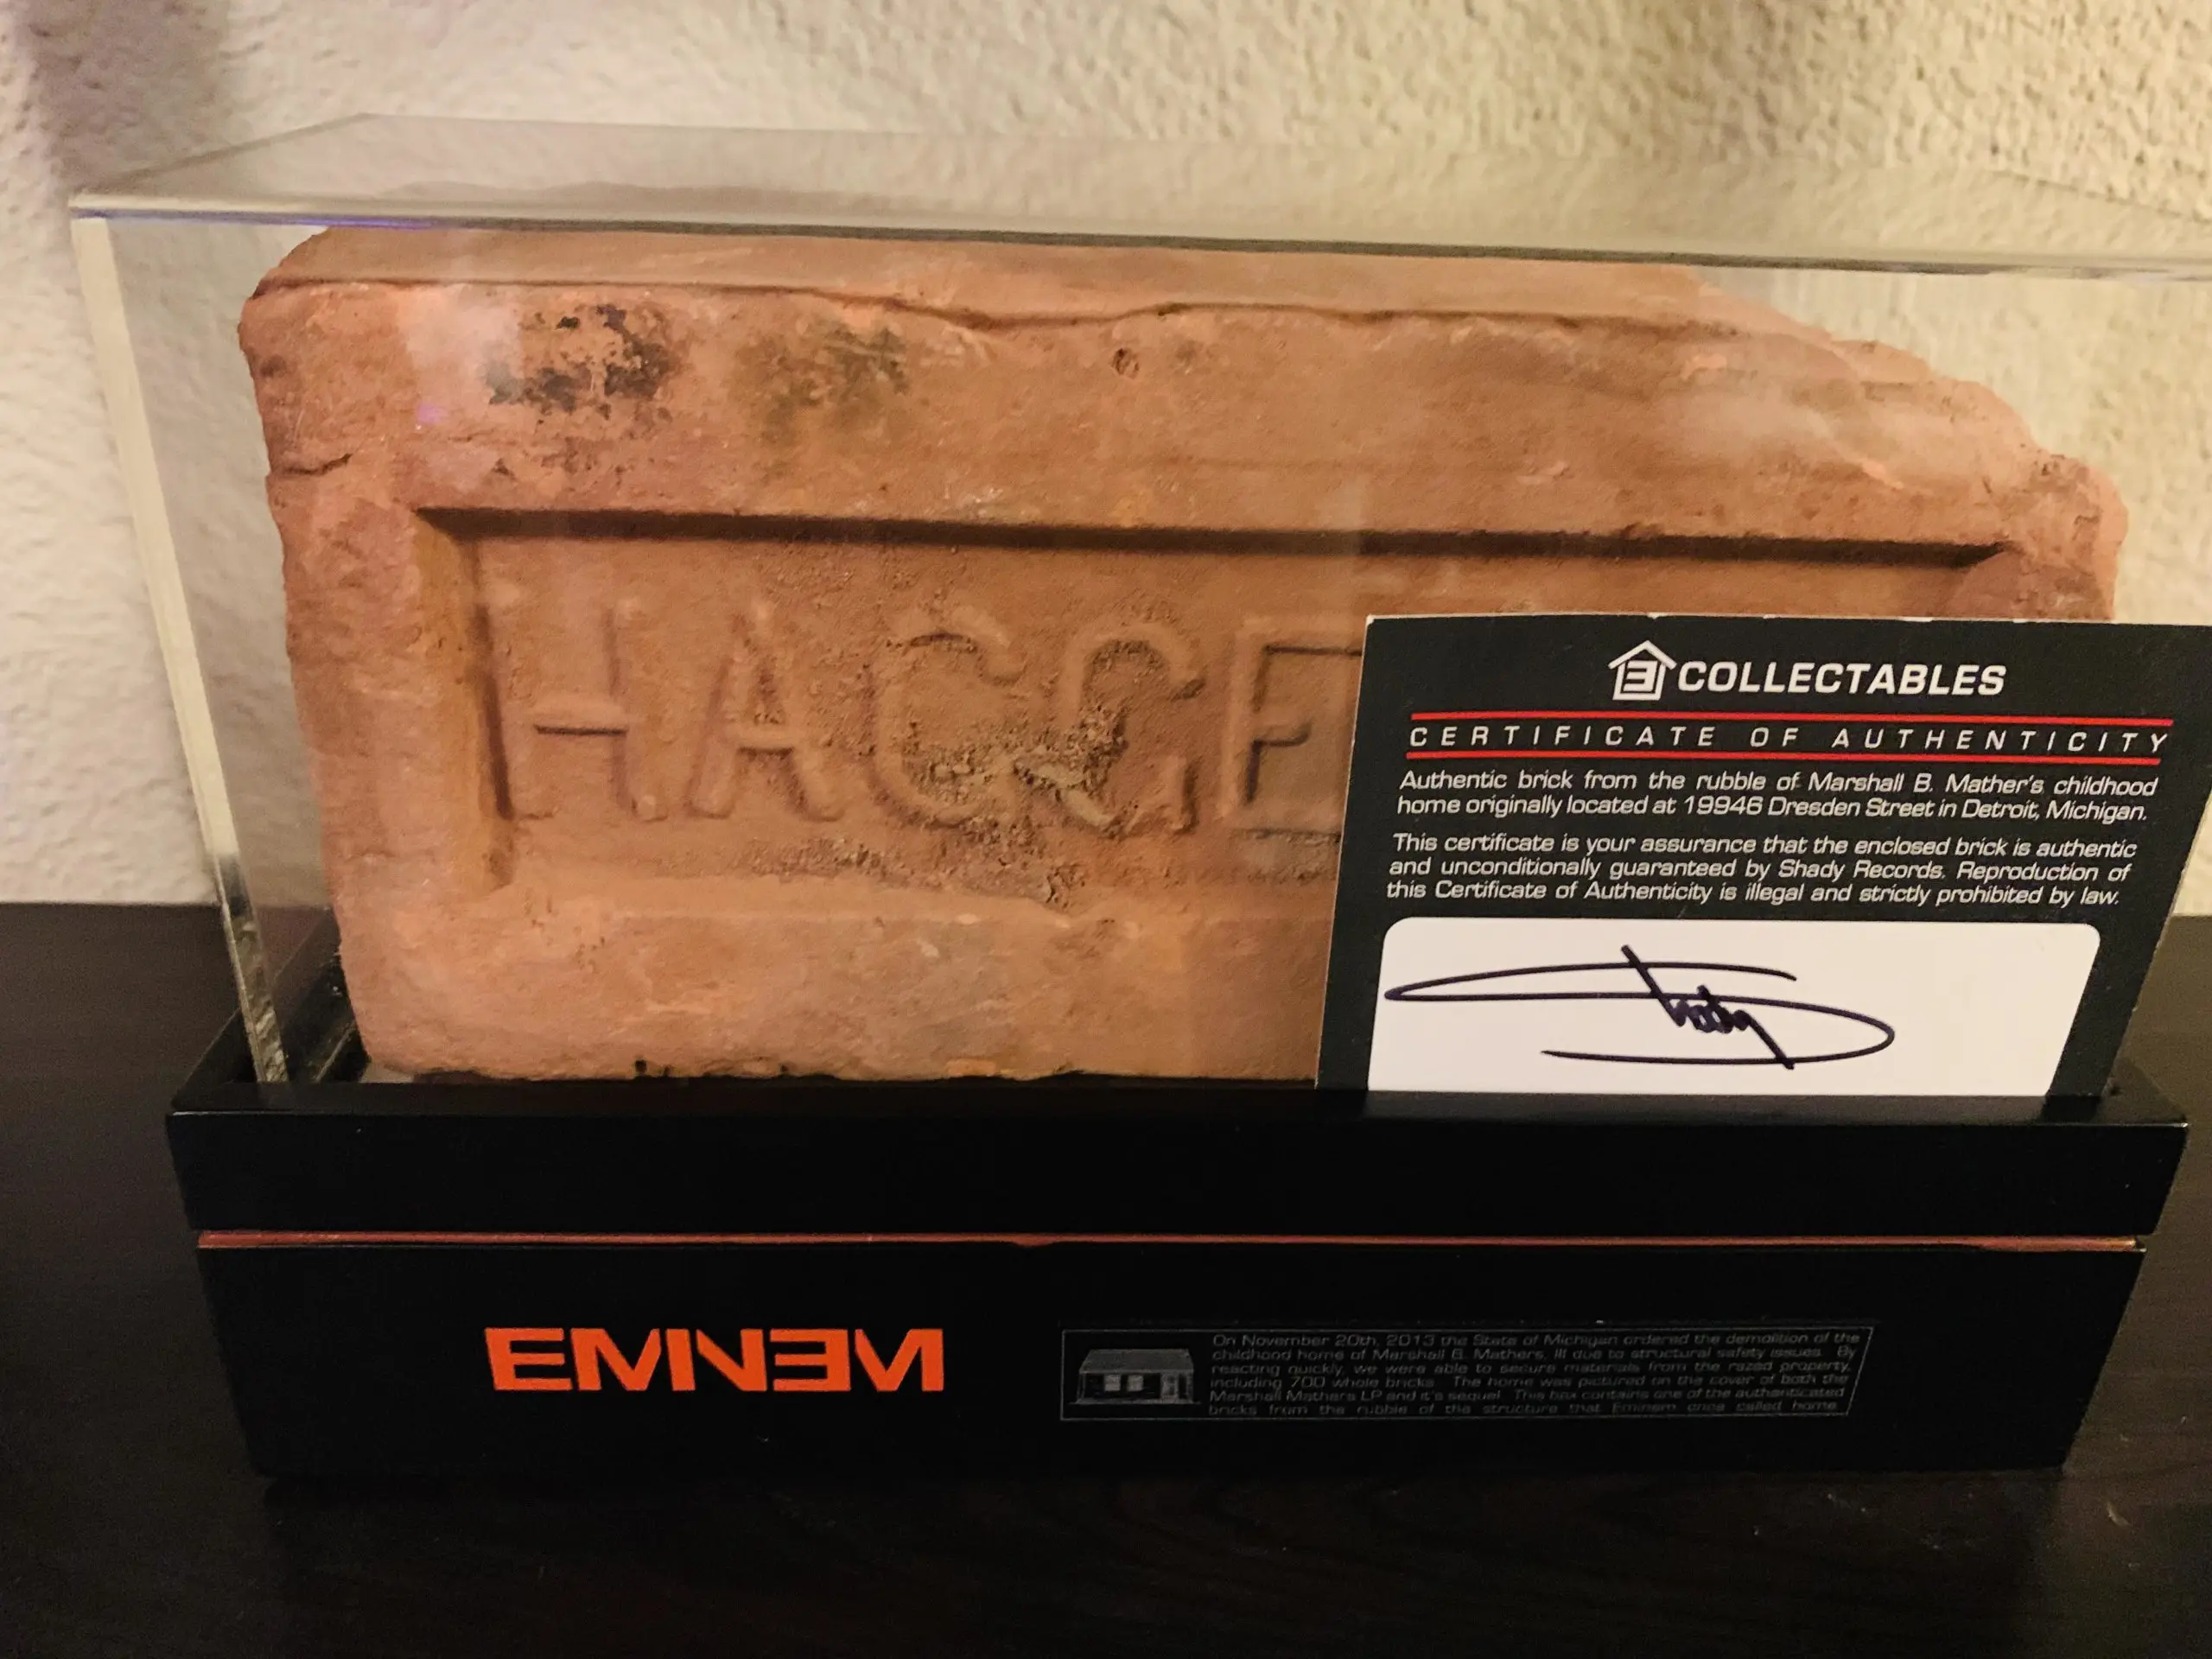 HAGGE
E COLLECTABLES
CERTIFICATE OF AUTHENTICITY
Authentic brick from the rubble of Marshall B. Mather's childhood
home originally located at 19946 Dresden Street in Detroit, Michigan.
This certificate is your assurance that the enclosed brick is authentic
and unconditionally guaranteed by Shady Records. Reproduction of
this Certificate of Authenticity is illegal and strictly prohibited by law.
Shady
EMINEM
On November 20th, 2013 the State of Michigan ordered the demolition of the
childhood home of Marshall B. Mathers, III due to structural safety issues. By
reacting quickly, we were able to secure materials from the razed property,
including 700 whole bricks. The home was pictured on the cover of both the
Marshall Mathers LP and it's sequel. This box contains one of the authenticated
bricks from the rubble of the structure that Eminem once called home.